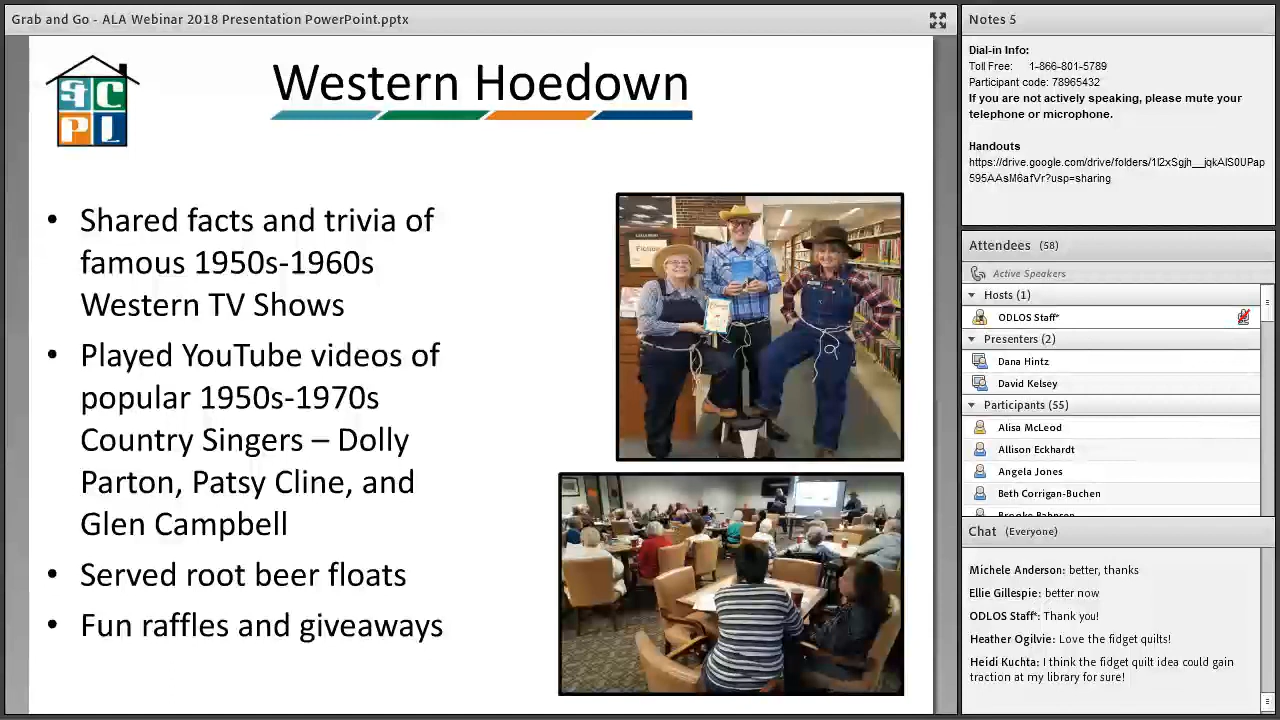 Grab and Go - ALA Webinar 2018 Presentation PowerPoint.pptx
SCPL
Western Hoedown
• Shared facts and trivia of
famous 1950s-1960s
Western TV Shows
• Played YouTube videos of
popular 1950s-1970s
Country Singers – Dolly
Parton, Patsy Cline, and
Glen Campbell
• Served root beer floats
• Fun raffles and giveaways
Fiction
Notes 5
Dial-in Info:
Toll Free: 1-866-801-5789
Participant code: 78965432
If you are not actively speaking, please mute your
telephone or microphone.
Handouts
595AAsM6afVr?usp=sharing
Attendees (58)
Active Speakers
Hosts (1)
ODLOS Staff*
Presenters (2)
Dana Hintz
David Kelsey
Participants (55)
Alisa McLeod
Allison Eckhardt
Angela Jones
Beth Corrigan-Buchen
Chat (Everyone)
Michele Anderson: better, thanks
Ellie Gillespie: better now
ODLOS Staff*: Thank you!
Heather Ogilvie: Love the fidget quilts!
Heidi Kuchta: I think the fidget quilt idea could gain
traction at my library for sure!